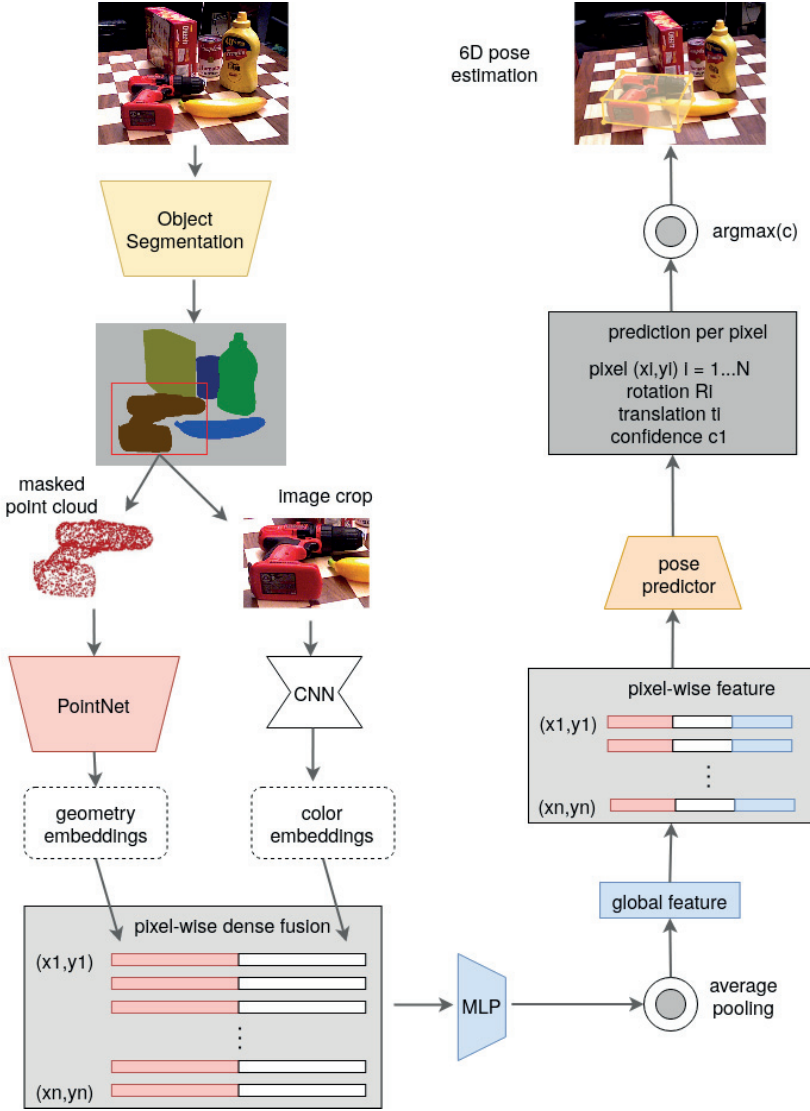 6D pose
estimation
Object
Segmentation
argmax(c)
prediction per pixel
pixel (xi,yi) i = 1...N
rotation Ri
translation ti
confidence c1
masked
point cloud
image crop
PointNet
CNN
pose
predictor
geometry
embeddings
color
embeddings
pixel-wise feature
(x1,y1)
(xn,yn)
global feature
pixel-wise dense fusion
(x1,y1)
(xn,yn)
MLP
average
pooling